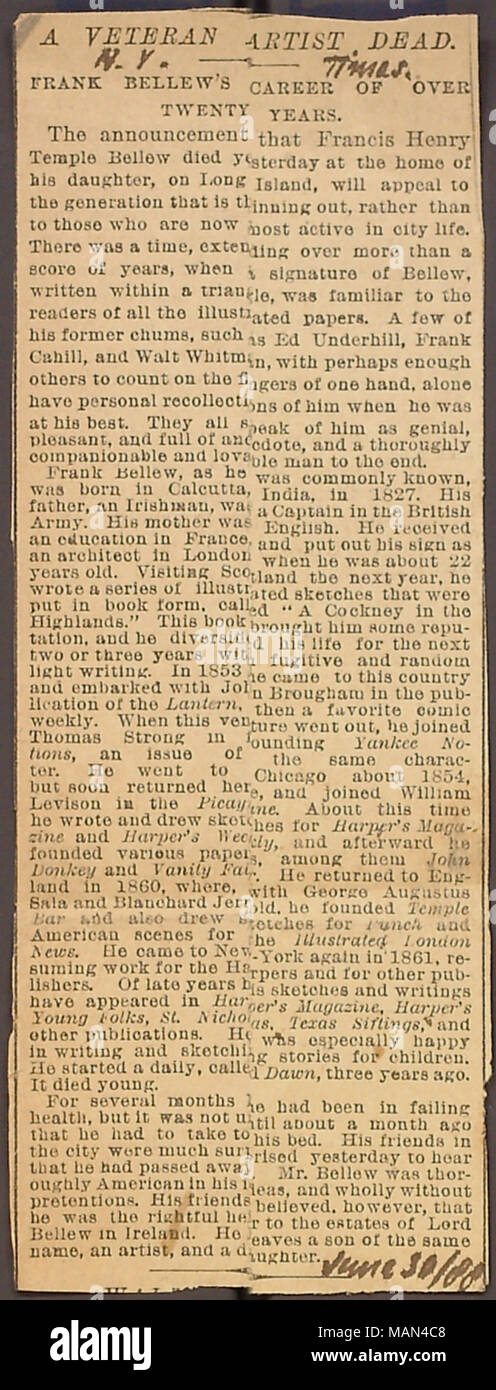 A VETERAN ARTIST DEAD.
N. Y. Times.
FRANK BELLEW'S CAREER OF OVER
TWENTY YEARS.
The announcement that Francis Henry
Temple Bellew died yesterday at the home of
his daughter, on Long Island, will appeal to
the generation that is thinning out, rather than
to those who are now most active in city life.
There was a time, extending over more than a
score of years, when a signature of Bellew,
written within a triangle, was familiar to the
readers of all the illustrated papers. A few of
his former chums, such as Ed Underhill, Frank
Cahill, and Walt Whitman, with perhaps enough
others to count on the fingers of one hand, alone
have personal recollections of him when he was
at his best. They all speak of him as genial,
pleasant, and full of anecdote, and a thoroughly
companionable and lovable man to the end.
Frank Bellew, as he was commonly known,
was born in Calcutta, India, in 1827. His
father, an Irishman, was a Captain in the British
Army. His mother was English. He received
an education in France, and put out his sign as
an architect in London when he was about 22
years old. Visiting Scotland the next year, he
wrote a series of illustrated sketches that were
put in book form, called "A Cockney in the
Highlands." This book brought him some repu-
tation, and he diversified his life for the next
two or three years with fugitive and random
light writing. In 1853 he came to this country
and embarked with John Brougham in the pub-
lication of the Lantern, then a favorite comic
weekly. When this venture went out, he joined
Thomas Strong in founding Yankee No-
tions, an issue of the same charac-
ter. He went to Chicago about 1854,
but soon returned here, and joined William
Levison in the Picayune. About this time
he wrote and drew sketches for Harper's Maga-
zine and Harper's Weekly, and afterward he
founded various papers, among them John
Donkey and Vanity Fair. He returned to Eng-
land in 1860, where, with George Augustus
Sala and Blanchard Jerrold, he founded Temple
Bar and also drew sketches for Punch and
American scenes for the Illustrated London
News. He came to New-York again in 1861, re-
suming work for the Harpers and for other pub-
lishers. Of late years his sketches and writings
have appeared in Harper's Magazine, Harper's
Young Folks, St. Nicholas, Texas Siftings, and
other publications. He was especially happy
in writing and sketching stories for children.
He started a daily, called Dawn, three years ago.
It died young.
For several months he had been in failing
health, but it was not until about a month ago
that he had to take to his bed. His friends in
the city were much surprised yesterday to hear
that he had passed away. Mr. Bellew was thor-
oughly American in his ideas, and wholly without
pretentions. His friends believed, however, that
he was the rightful heir to the estates of Lord
Bellew in Ireland. He leaves a son of the same
name, an artist, and a daughter.
June 30/88
alamy
Image ID: MAN4C8
www.alamy.com